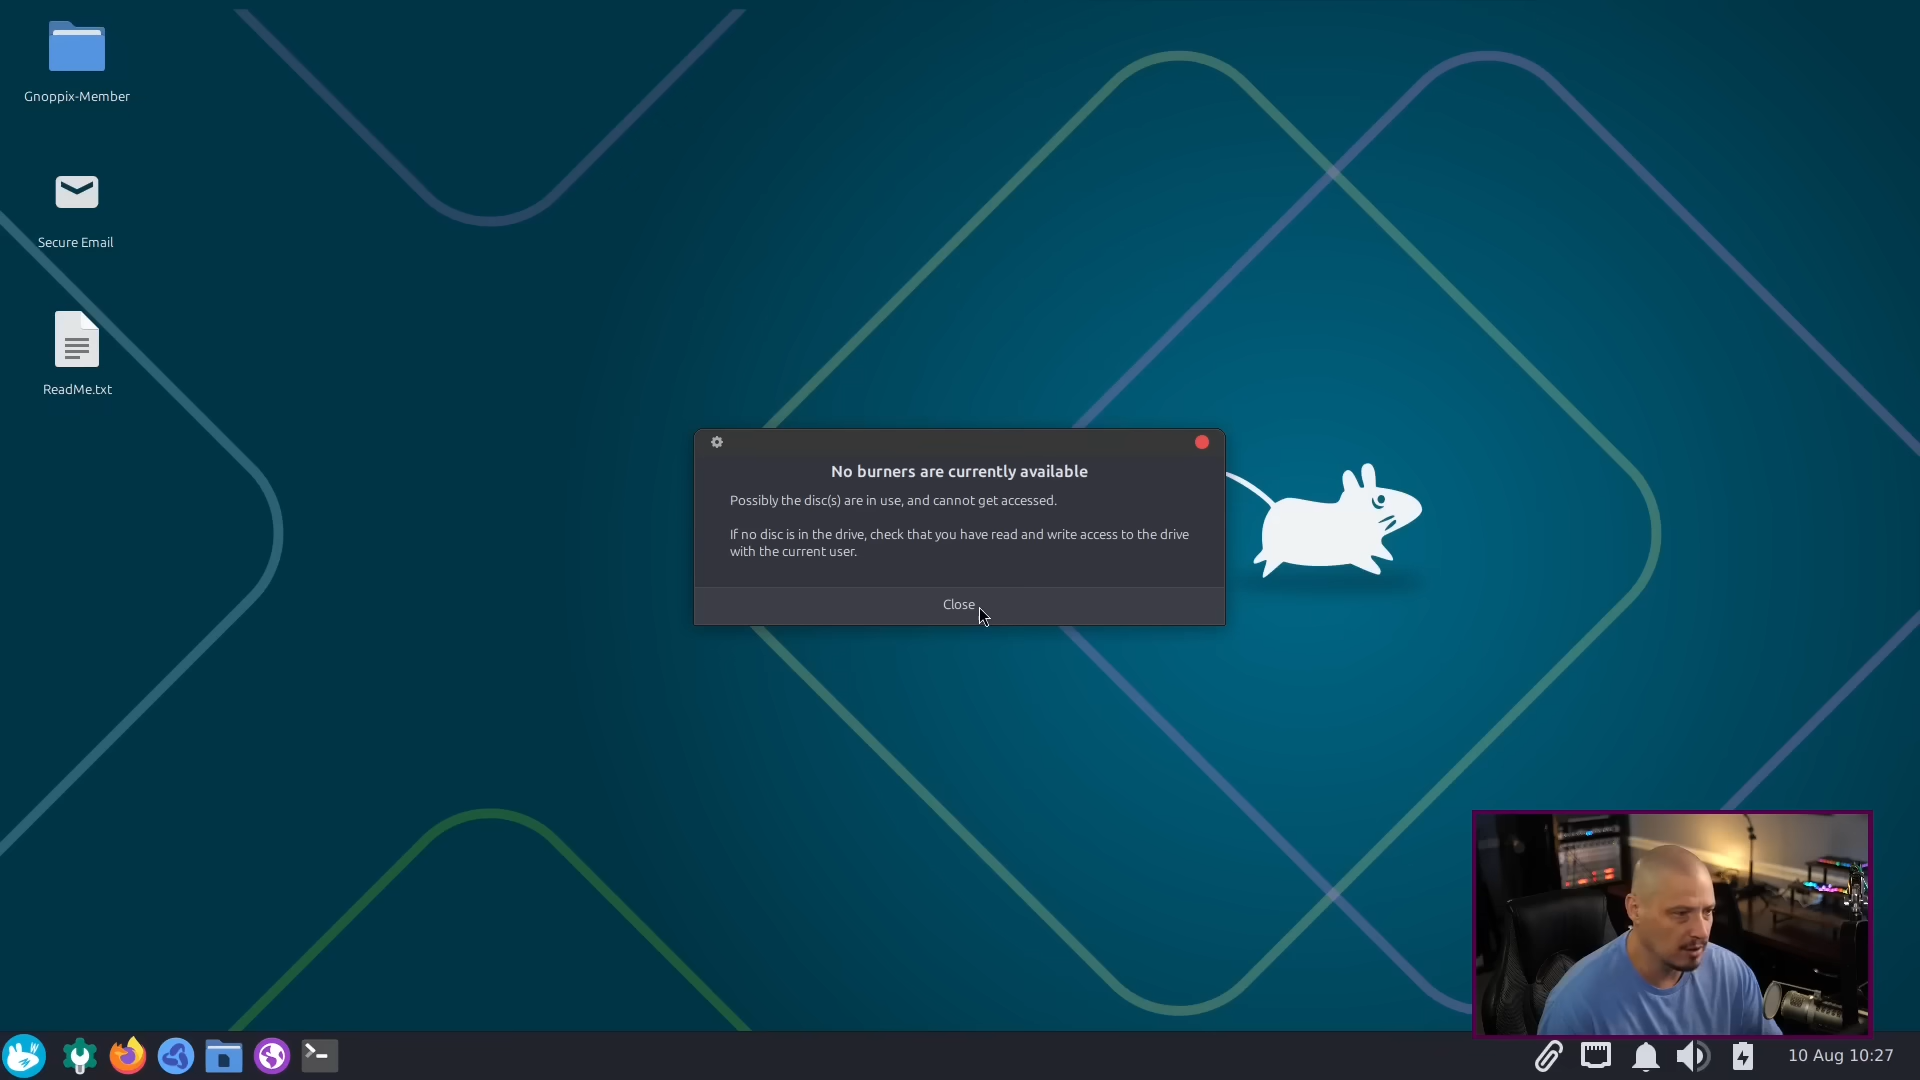 Gnoppix-Member
Secure Email
ReadMe.txt
No burners are currently available
Possibly the disc(s) are in use, and cannot get accessed.
If no disc is in the drive, check that you have read and write access to the drive
with the current user.
Close
10 Aug 10:27